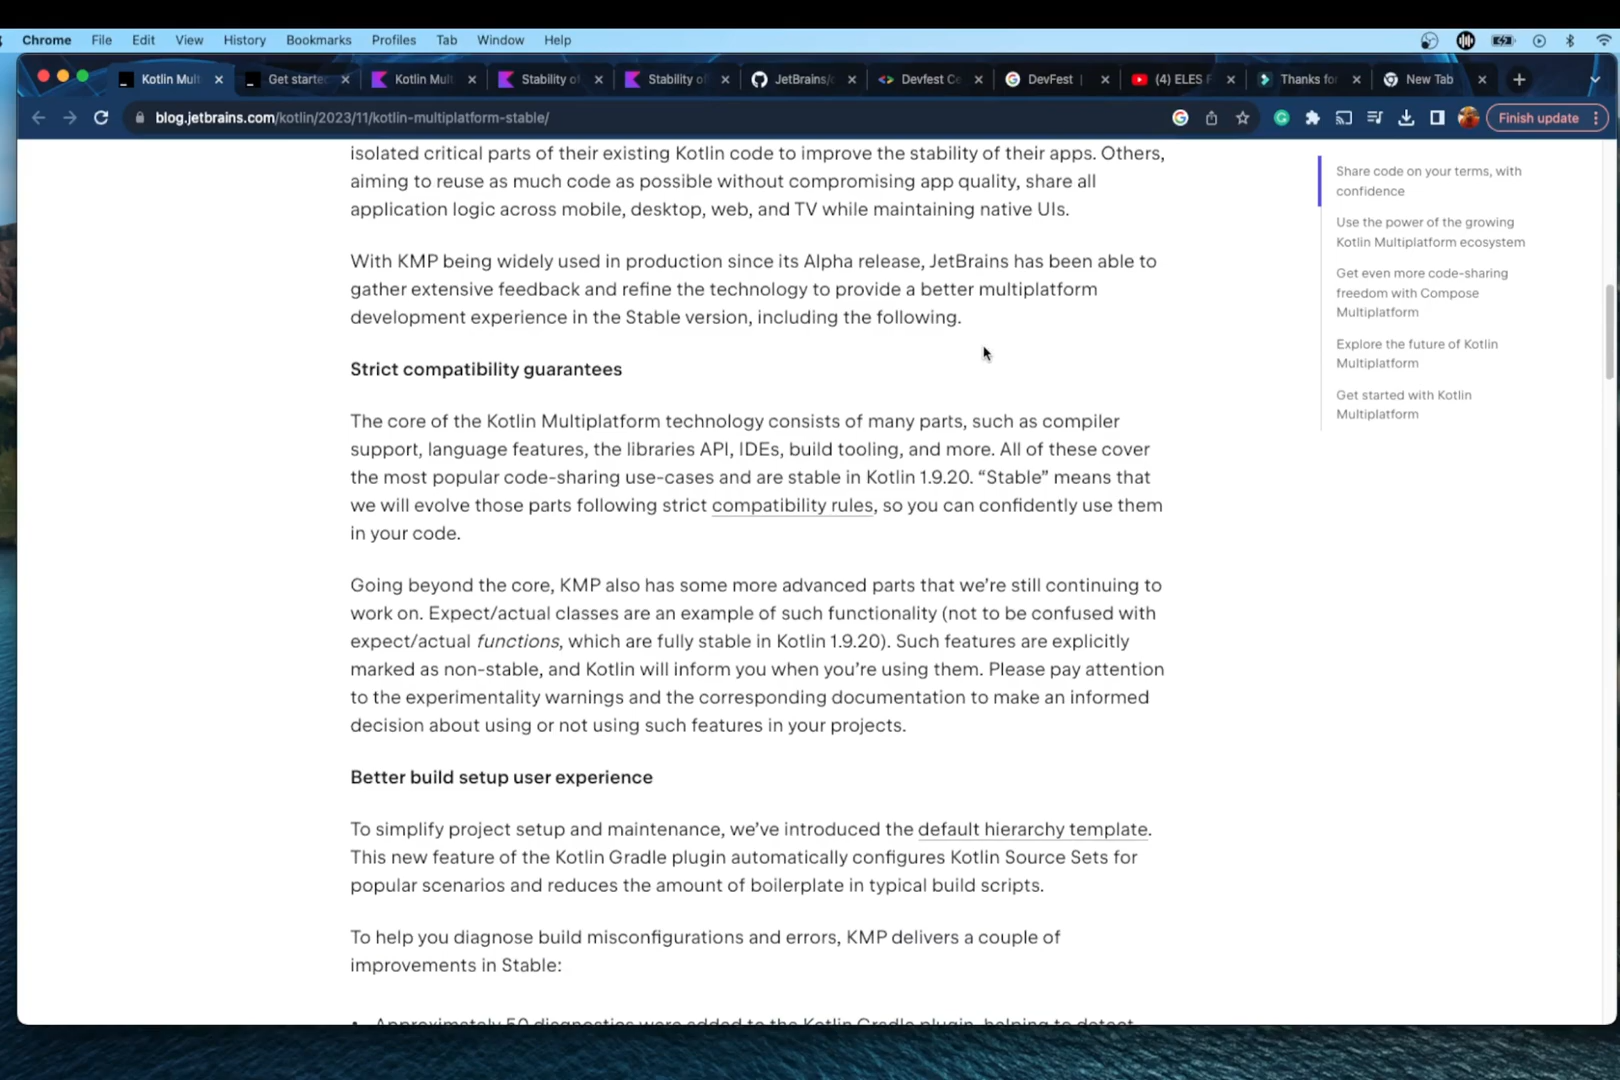 Chrome File Edit View History Bookmarks Profiles Tab Window Help
Kotlin Mult
Get starte
Kotlin Mult
Stability o
Stability o
JetBrains/
Devfest C
DevFest |
(4) ELES F
Thanks for
New Tab
blog.jetbrains.com/kotlin/2023/11/kotlin-multiplatform-stable/
Finish update
isolated critical parts of their existing Kotlin code to improve the stability of their apps. Others,
aiming to reuse as much code as possible without compromising app quality, share all
application logic across mobile, desktop, web, and TV while maintaining native UIs.
With KMP being widely used in production since its Alpha release, JetBrains has been able to
gather extensive feedback and refine the technology to provide a better multiplatform
development experience in the Stable version, including the following.
Strict compatibility guarantees
The core of the Kotlin Multiplatform technology consists of many parts, such as compiler
support, language features, the libraries API, IDEs, build tooling, and more. All of these cover
the most popular code-sharing use-cases and are stable in Kotlin 1.9.20. “Stable” means that
we will evolve those parts following strict compatibility rules, so you can confidently use them
in your code.
Going beyond the core, KMP also has some more advanced parts that we’re still continuing to
work on. Expect/actual classes are an example of such functionality (not to be confused with
expect/actual functions, which are fully stable in Kotlin 1.9.20). Such features are explicitly
marked as non-stable, and Kotlin will inform you when you’re using them. Please pay attention
to the experimentality warnings and the corresponding documentation to make an informed
decision about using or not using such features in your projects.
Better build setup user experience
To simplify project setup and maintenance, we’ve introduced the default hierarchy template.
This new feature of the Kotlin Gradle plugin automatically configures Kotlin Source Sets for
popular scenarios and reduces the amount of boilerplate in typical build scripts.
To help you diagnose build misconfigurations and errors, KMP delivers a couple of
improvements in Stable:
• Approximately 50 diagnostics were added to the Kotlin Gradle plugin, helping to detect
Share code on your terms, with
confidence
Use the power of the growing
Kotlin Multiplatform ecosystem
Get even more code-sharing
freedom with Compose
Multiplatform
Explore the future of Kotlin
Multiplatform
Get started with Kotlin
Multiplatform